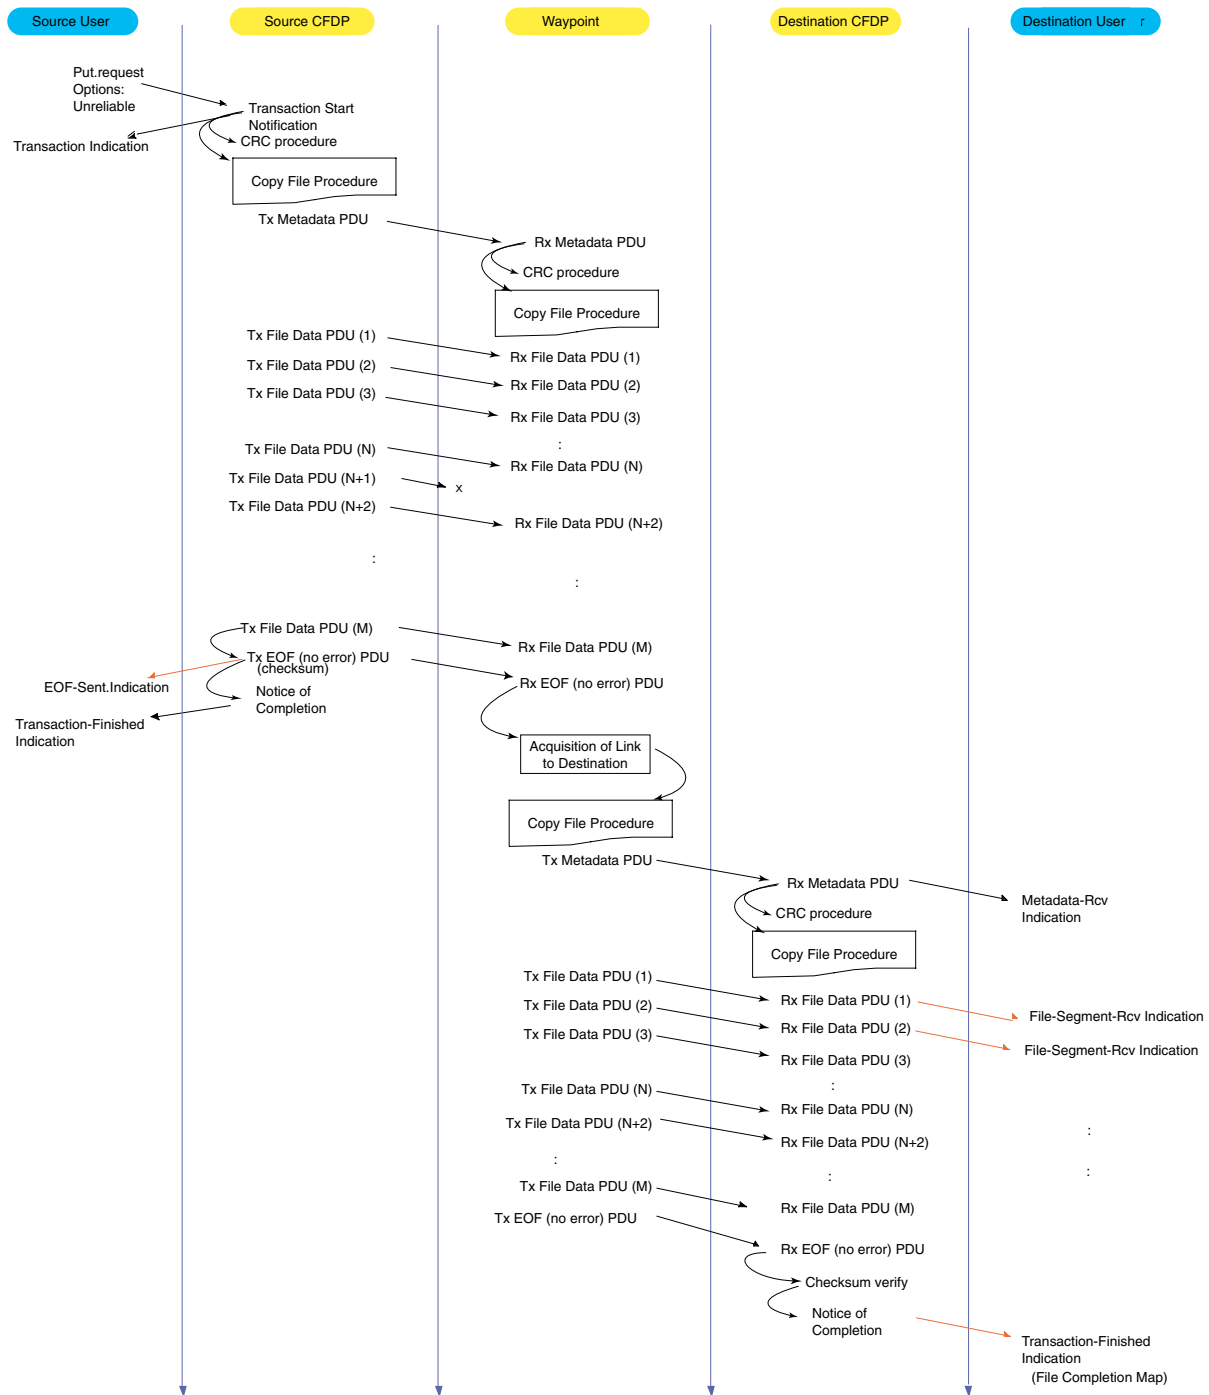 Source User
Source CFDP
Waypoint
Destination CFDP
Destination User r
Put.request
Options:
Unreliable
Transaction Start
Notification
Transaction Indication
CRC procedure
Copy File Procedure
Tx Metadata PDU
Rx Metadata PDU
CRC procedure
Copy File Procedure
Tx File Data PDU (1)
Rx File Data PDU (1)
Tx File Data PDU (2)
Rx File Data PDU (2)
Tx File Data PDU (3)
Rx File Data PDU (3)
:
Tx File Data PDU (N)
Rx File Data PDU (N)
Tx File Data PDU (N+1)
x
Tx File Data PDU (N+2)
Rx File Data PDU (N+2)
:
:
Tx File Data PDU (M)
Rx File Data PDU (M)
Tx EOF (no error) PDU
(checksum)
Rx EOF (no error) PDU
EOF-Sent.Indication
Notice of
Completion
Transaction-Finished
Indication
Acquisition of Link
to Destination
Copy File Procedure
Tx Metadata PDU
Rx Metadata PDU
Metadata-Rcv
Indication
CRC procedure
Copy File Procedure
Tx File Data PDU (1)
Rx File Data PDU (1)
File-Segment-Rcv Indication
Tx File Data PDU (2)
Rx File Data PDU (2)
File-Segment-Rcv Indication
Tx File Data PDU (3)
Rx File Data PDU (3)
:
Tx File Data PDU (N)
Rx File Data PDU (N)
Tx File Data PDU (N+2)
:
Rx File Data PDU (N+2)
:
:
:
Tx File Data PDU (M)
Rx File Data PDU (M)
Tx EOF (no error) PDU
Rx EOF (no error) PDU
Checksum verify
Notice of
Completion
Transaction-Finished
Indication
(File Completion Map)